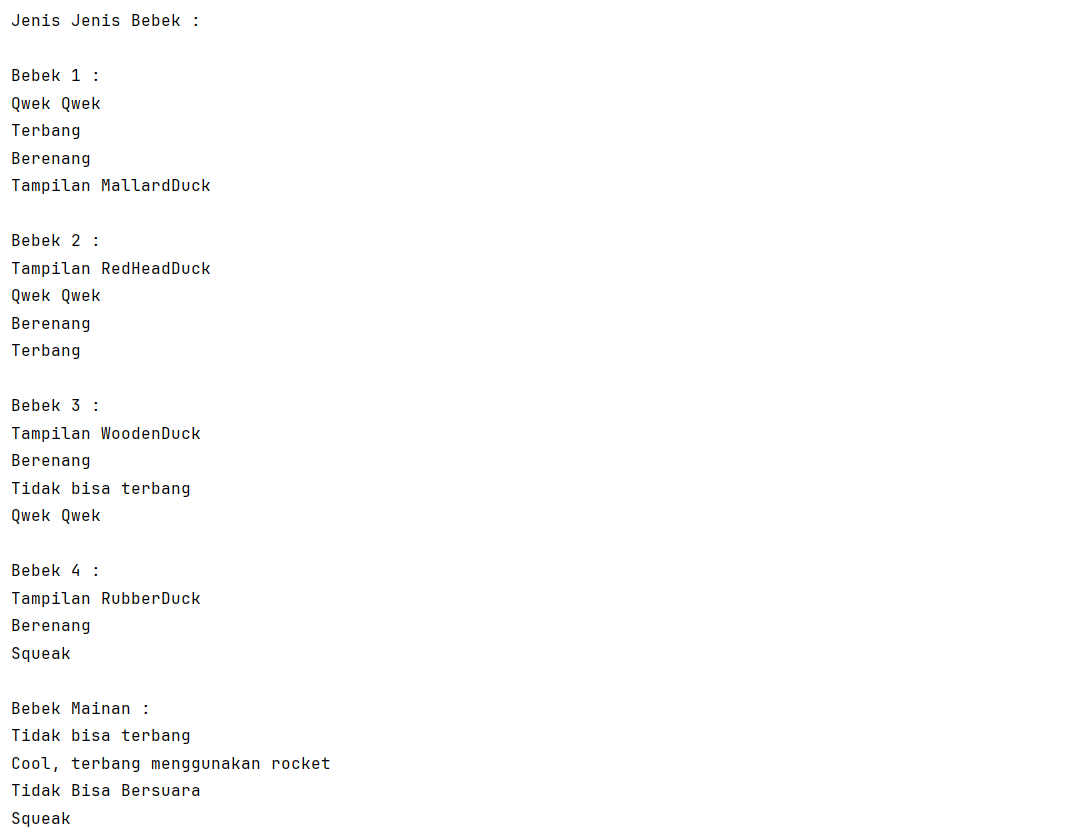 Jenis Jenis Bebek :
Bebek 1 :
Qwek Qwek
Terbang
Berenang
Tampilan MallardDuck
Bebek 2 :
Tampilan RedHeadDuck
Qwek Qwek
Berenang
Terbang
Bebek 3 :
Tampilan WoodenDuck
Berenang
Tidak bisa terbang
Qwek Qwek
Bebek 4 :
Tampilan RubberDuck
Berenang
Squeak
Bebek Mainan :
Tidak bisa terbang
Cool, terbang menggunakan rocket
Tidak Bisa Bersuara
Squeak